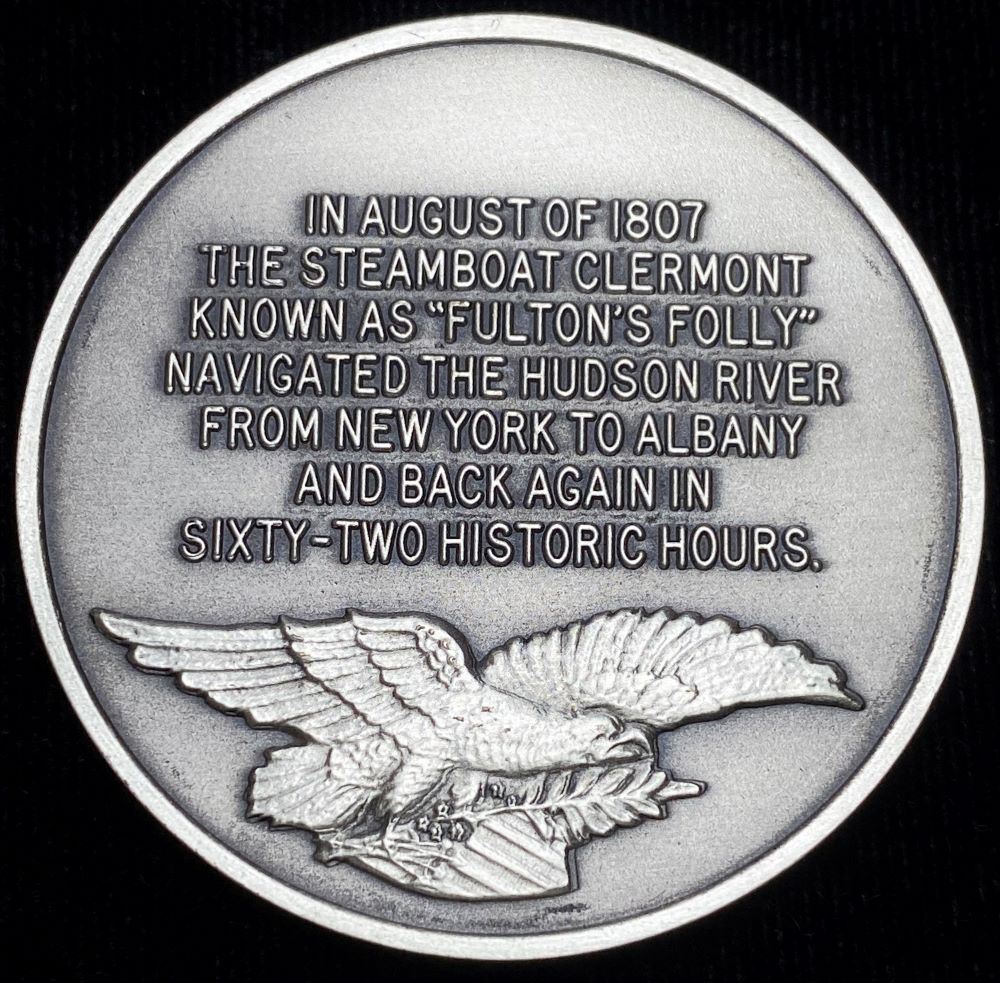 IN AUGUST OF 1807
THE STEAMBOAT CLERMONT
KNOWN AS "FULTON'S FOLLY"
NAVIGATED THE HUDSON RIVER
FROM NEW YORK TO ALBANY
AND BACK AGAIN IN
SIXTY-TWO HISTORIC HOURS.